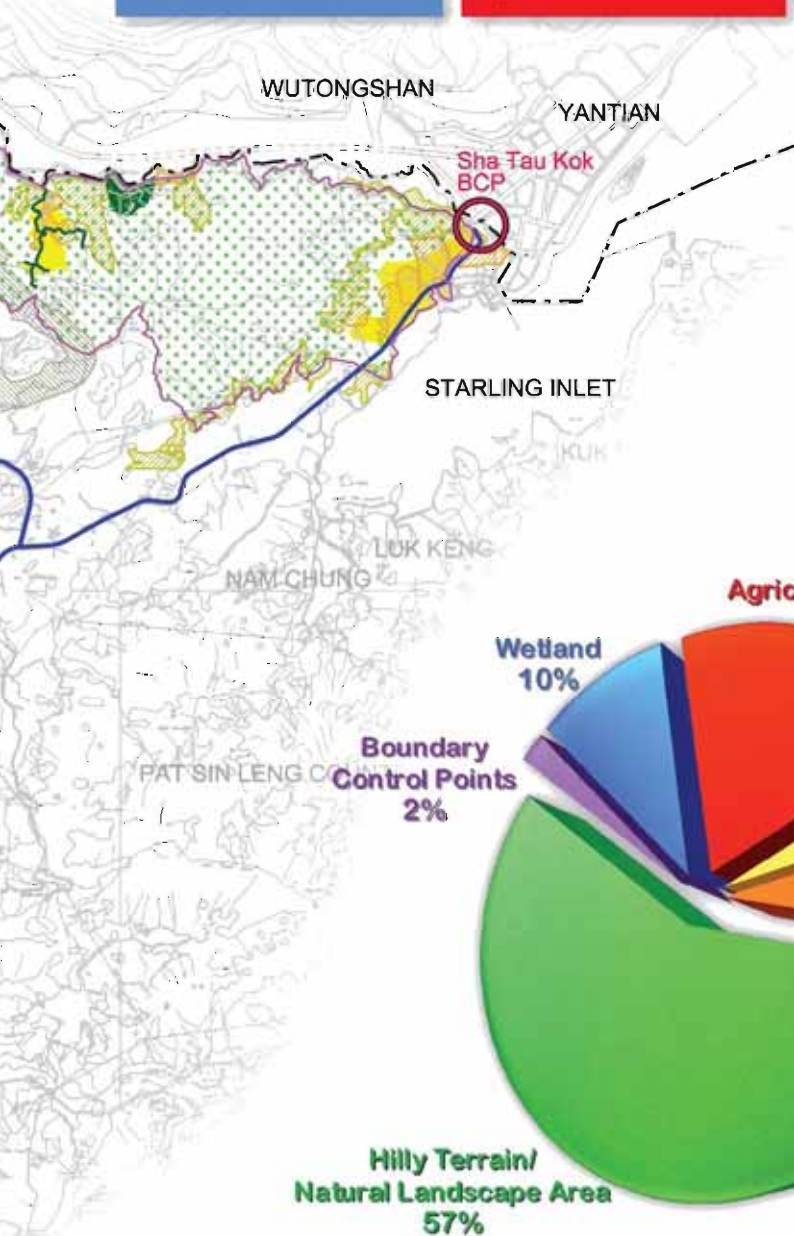 WUTONGSHAN
YANTIAN
Sha Tau Kok
BCP
STARLING INLET
KUK
LUK KENG
NAM CHUNG
Agric
Wetland
10%
PAT SIN LENG
Boundary
Control Points
2%
Hilly Terrain/
Natural Landscape Area
57%